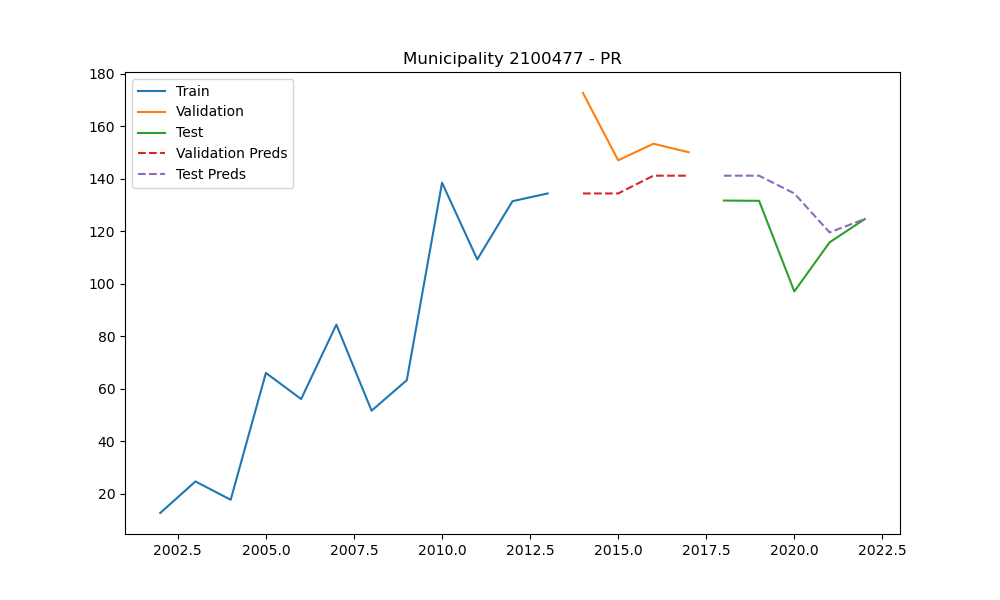 Municipality 2100477 - PR
180
160
140
120
100
80
60
40
20
Train
Validation
Test
Validation Preds
Test Preds
2002.5 2005.0 2007.5 2010.0 2012.5 2015.0 2017.5 2020.0 2022.5